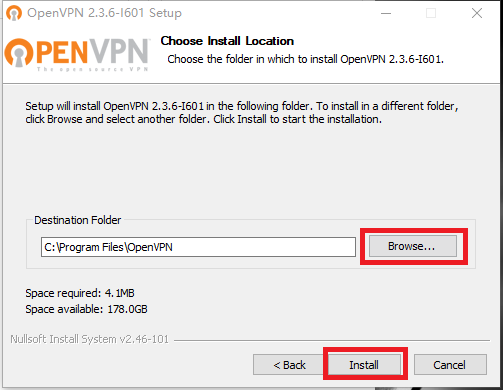 OpenVPN 2.3.6-I601 Setup
OPENVPN
The open source VPN
Choose Install Location
Choose the folder in which to install OpenVPN 2.3.6-I601.
Setup will install OpenVPN 2.3.6-I601 in the following folder. To install in a different folder,
click Browse and select another folder. Click Install to start the installation.
Destination Folder
C:\Program Files\OpenVPN
Browse...
Space required: 4.1MB
Space available: 178.0GB
Nullsoft Install System v2.46-101
< Back
Install
Cancel